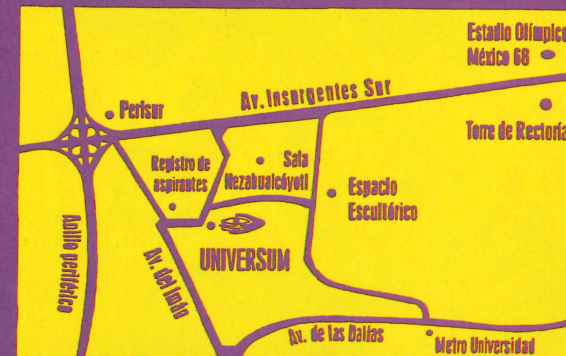 Estadio Olímpico
México 68
Av. Insurgentes Sur
Perisur
Torre de Rectoría
Registro de
aspirantes
Sala
Nezahualcóyotl
Espacio
Escultórico
Anillo periférico
Av. del Imán
UNIVERSUM
Av. de las Dalias
Metro Universidad